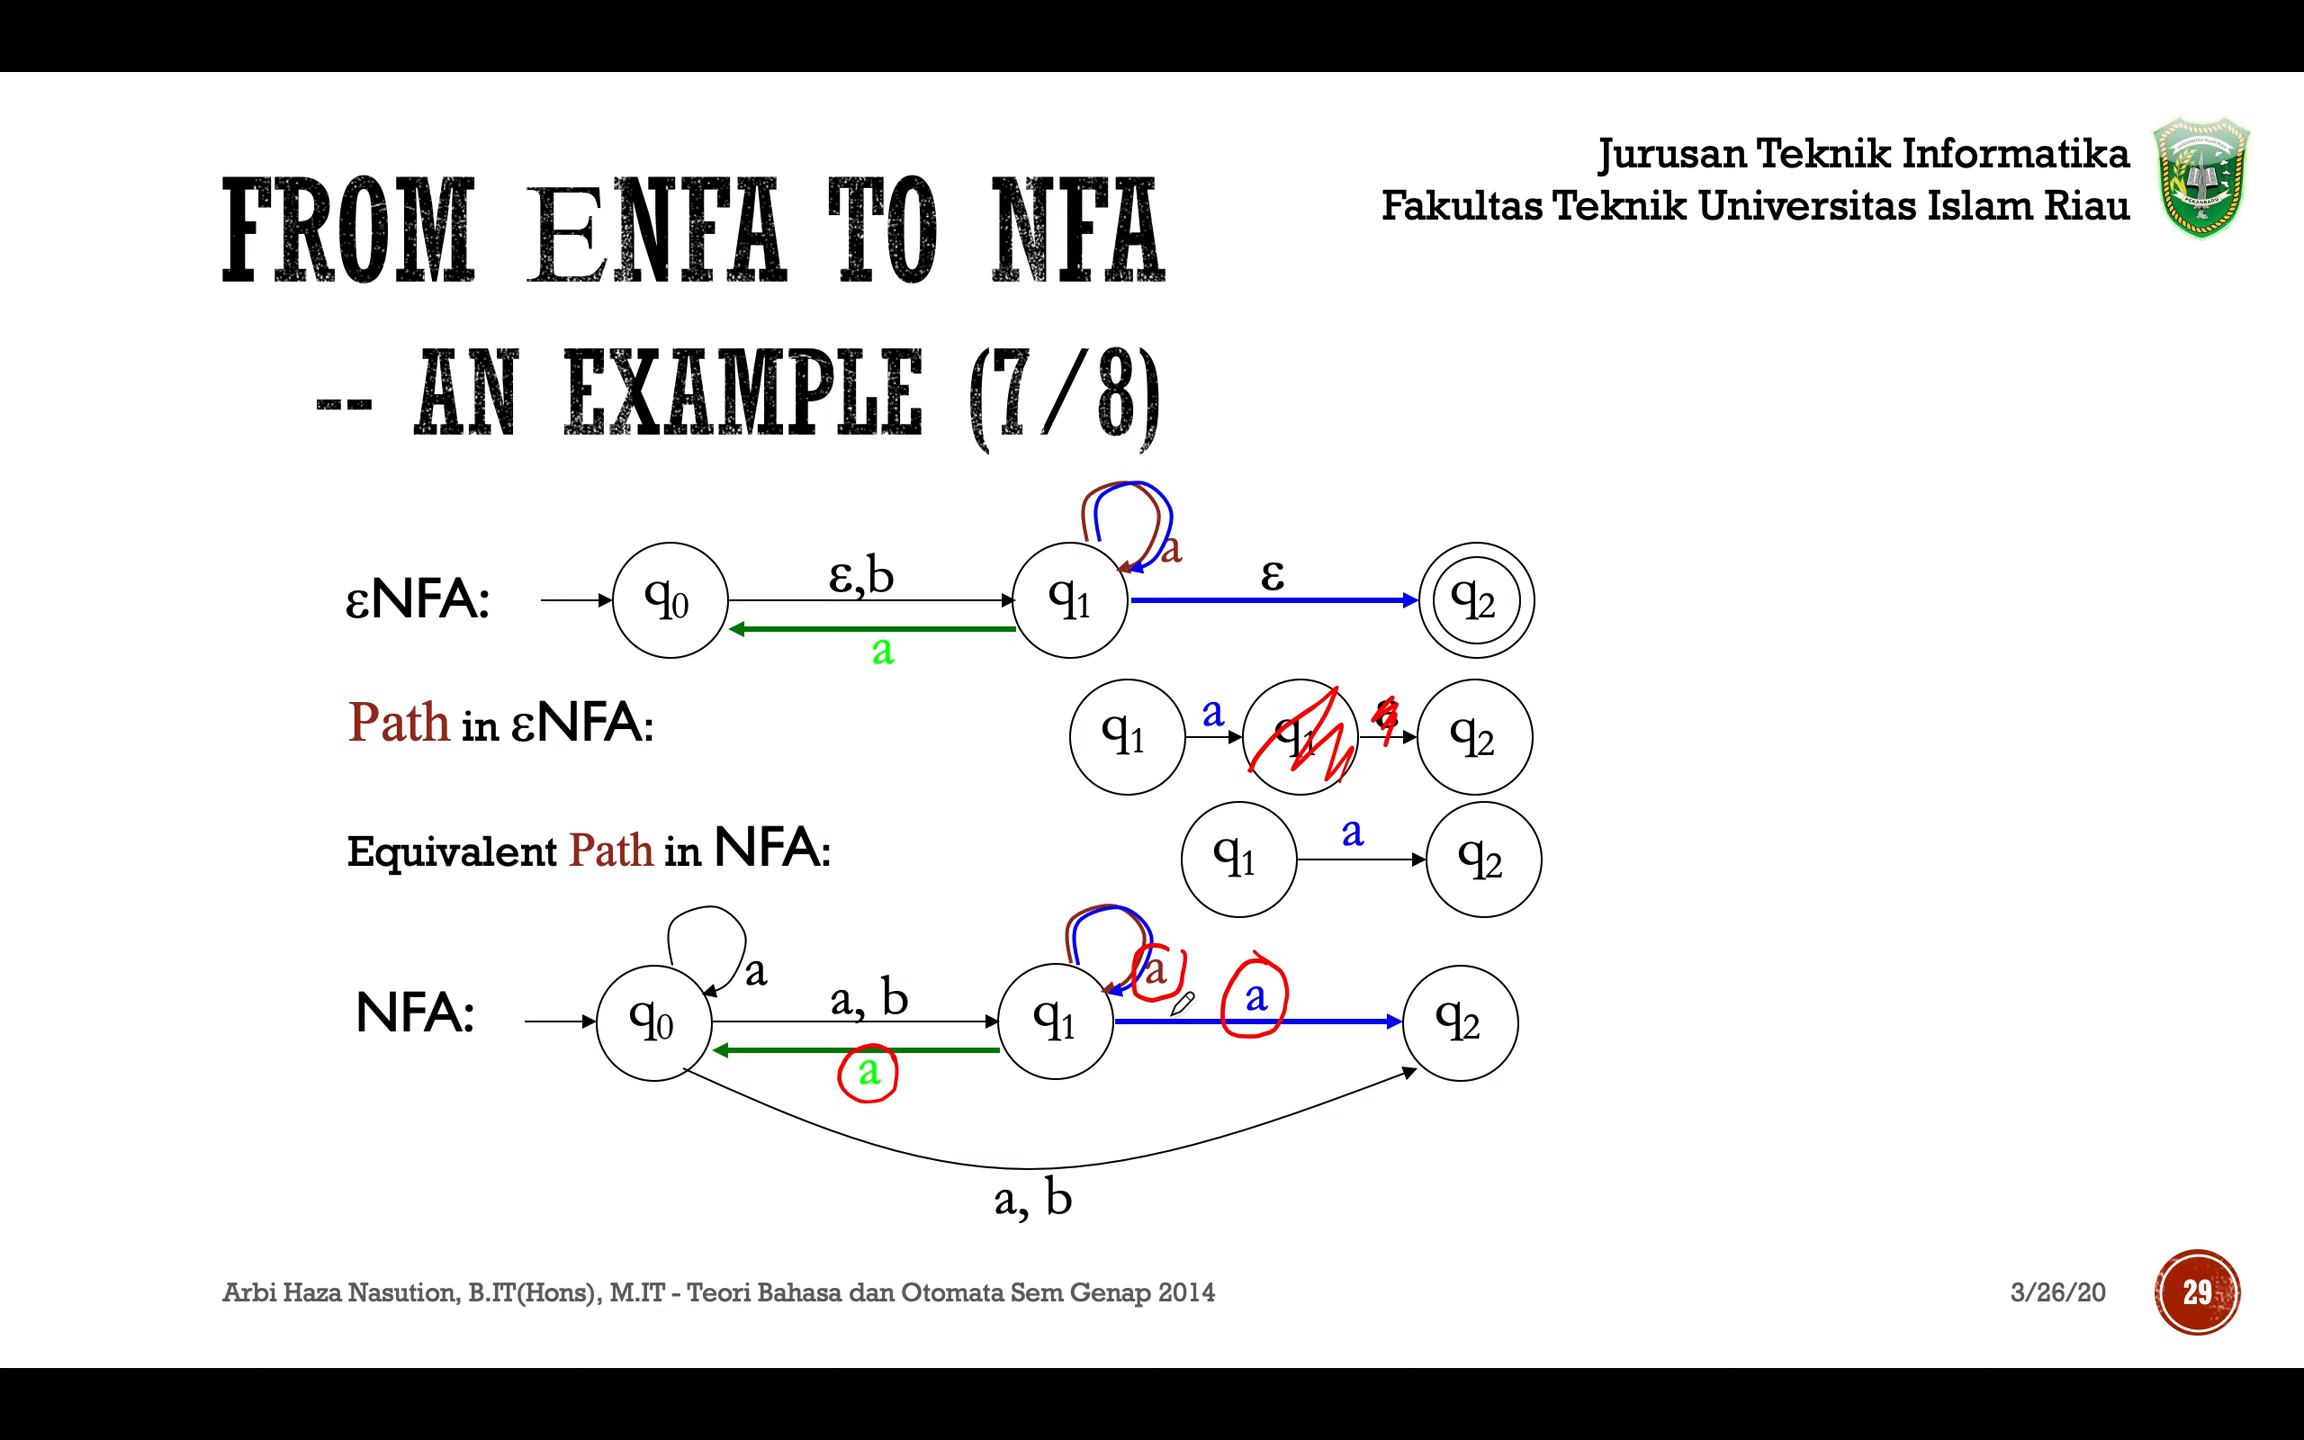 Jurusan Teknik Informatika
Fakultas Teknik Universitas Islam Riau
FROM ENFA TO NFA
-- AN EXAMPLE (7/8)
a
εNFA: q0 ε,b q1 ε q2
a
Path in εNFA: q1 a q1 ε q2
Equivalent Path in NFA: q1 a q2
a a
NFA: q0 a, b q1 a q2
a
a, b
Arbi Haza Nasution, B.IT(Hons), M.IT - Teori Bahasa dan Otomata Sem Genap 2014 3/26/20 29